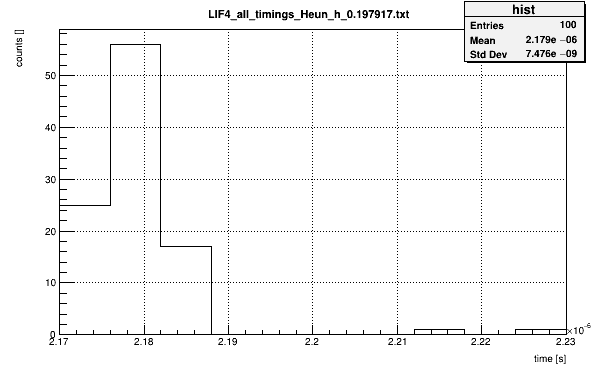 LIF4_all_timings_Heun_h_0.197917.txt
hist
Entries 100
Mean 2.179e −06
Std Dev 7.476e −09
counts []
50
40
30
20
10
0
2.17 2.18 2.19 2.2 2.21 2.22 2.23
×10⁻⁶
time [s]